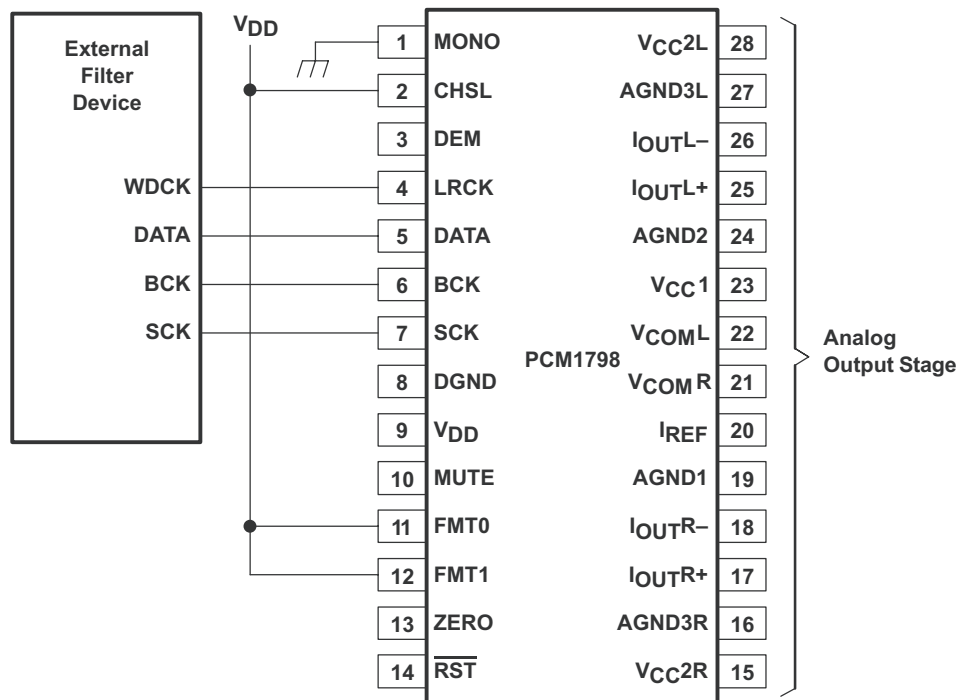 External
Filter
Device
WDCK
DATA
BCK
SCK
VDD
1 MONO
2 CHSL
3 DEM
4 LRCK
5 DATA
6 BCK
7 SCK
8 DGND
9 VDD
10 MUTE
11 FMT0
12 FMT1
13 ZERO
14 RST
PCM1798
VCC2L 28
AGND3L 27
IOUTL– 26
IOUTL+ 25
AGND2 24
VCC1 23
VCOML 22
VCOMR 21
IREF 20
AGND1 19
IOUTR– 18
IOUTR+ 17
AGND3R 16
VCC2R 15
Analog
Output Stage